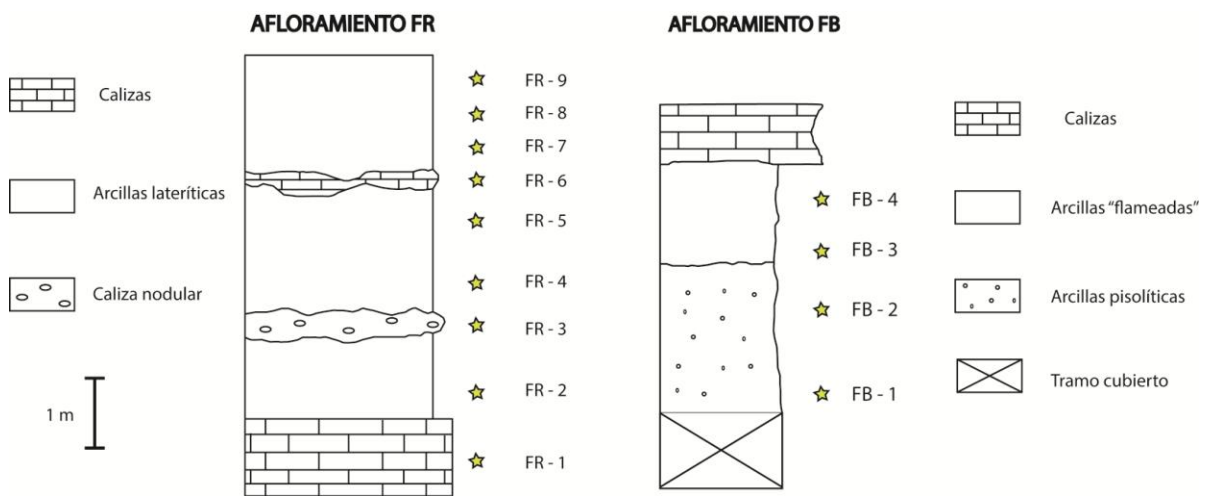 AFLORAMIENTO FR
Calizas
Arcillas lateríticas
Caliza nodular
1 m
FR - 9
FR - 8
FR - 7
FR - 6
FR - 5
FR - 4
FR - 3
FR - 2
FR - 1
AFLORAMIENTO FB
FB - 4
FB - 3
FB - 2
FB - 1
Calizas
Arcillas “flameadas”
Arcillas pisolíticas
Tramo cubierto